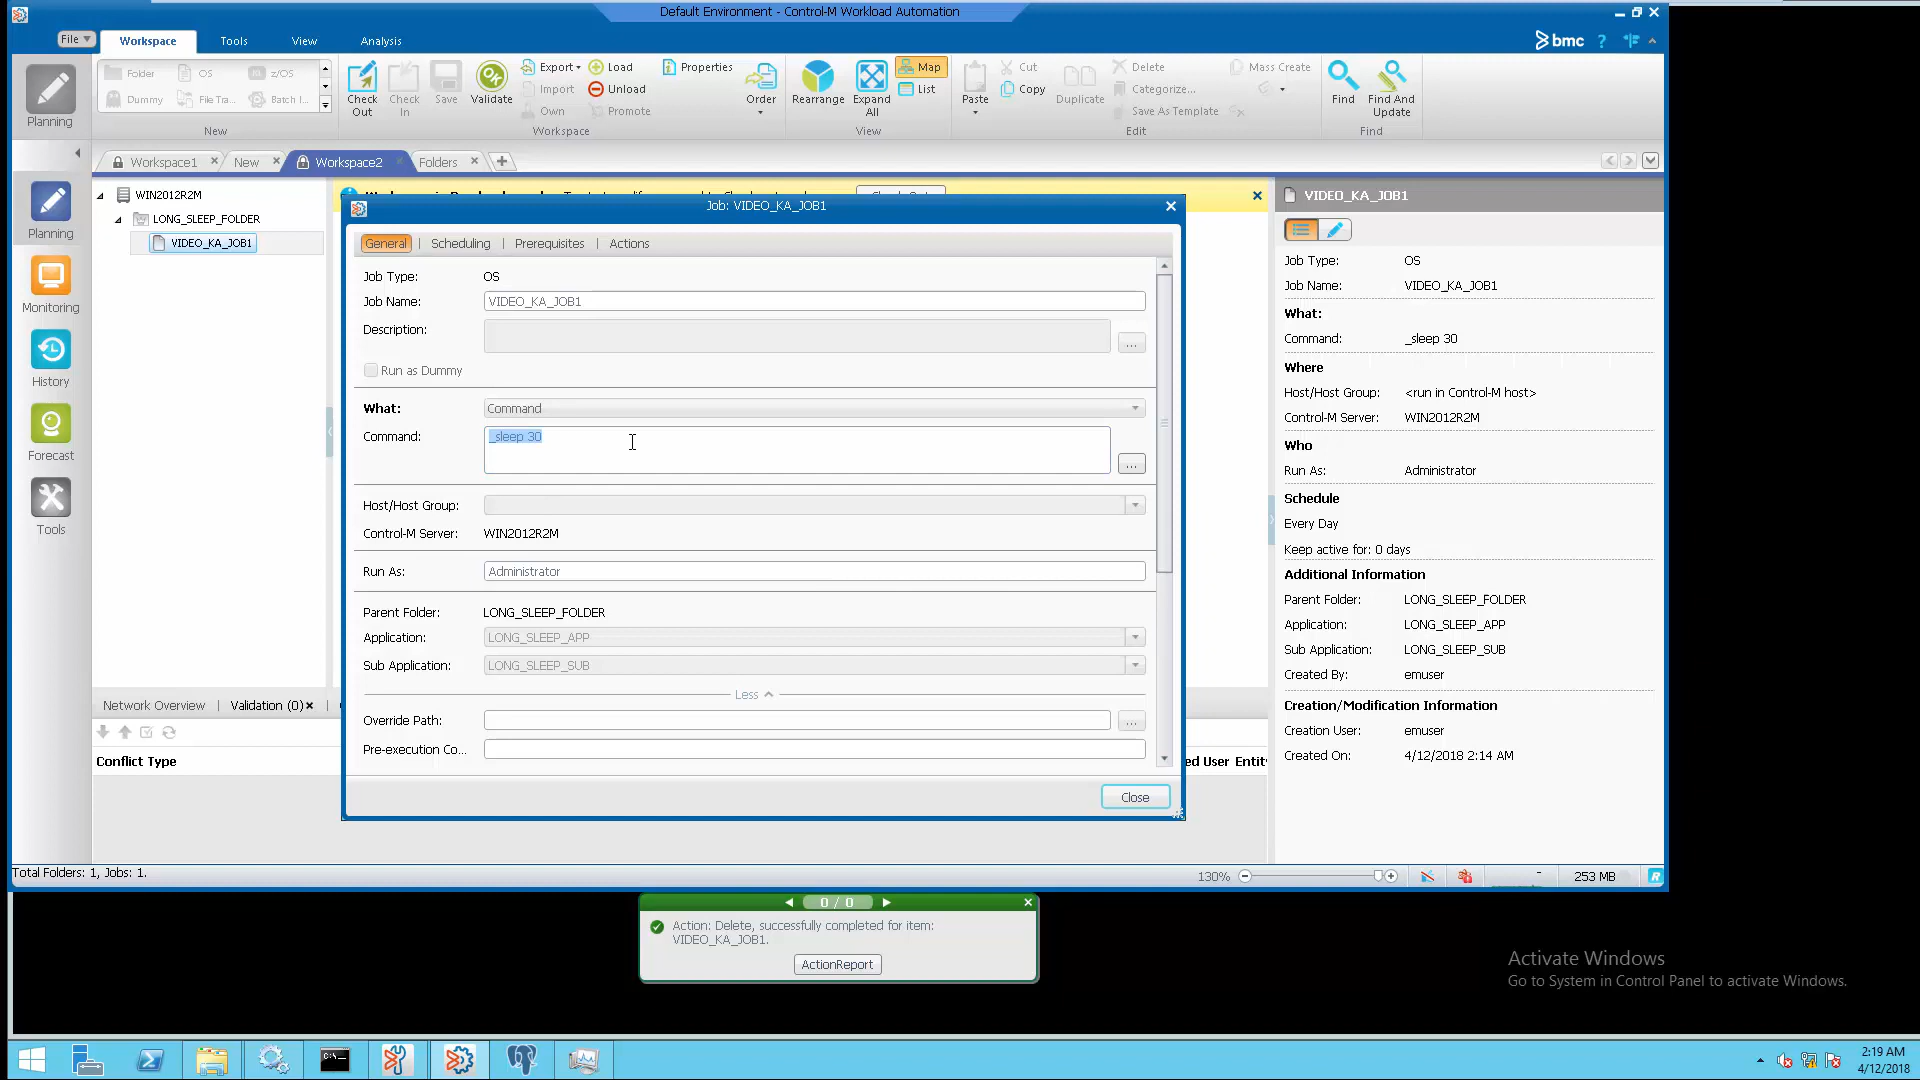 Default Environment - Control-M Workload Automation
File
Workspace
Tools
View
Analysis
bmc
?
Planning
Folder
OS
z/OS
Dummy
File Tra...
Batch I...
New
Check Out
Check In
Save
Validate
Export
Import
Own
Load
Unload
Promote
Properties
Order
Workspace
Rearrange
Expand All
Map
List
View
Paste
Cut
Copy
Duplicate
Delete
Categorize...
Save As Template
Mass Create
Edit
Find
Find And Update
Find
Workspace1
New
Workspace2
Folders
WIN2012R2M
LONG_SLEEP_FOLDER
VIDEO_KA_JOB1
Planning
Monitoring
History
Forecast
Tools
Job: VIDEO_KA_JOB1
General | Scheduling | Prerequisites | Actions
Job Type: OS
Job Name: VIDEO_KA_JOB1
Description:
...
Run as Dummy
What: Command
Command: _sleep 30
...
Host/Host Group:
Control-M Server: WIN2012R2M
Run As: Administrator
Parent Folder: LONG_SLEEP_FOLDER
Application: LONG_SLEEP_APP
Sub Application: LONG_SLEEP_SUB
Less
Override Path:
...
Pre-execution Co...
Close
VIDEO_KA_JOB1
Job Type: OS
Job Name: VIDEO_KA_JOB1
What:
Command: _sleep 30
Where
Host/Host Group: <run in Control-M host>
Control-M Server: WIN2012R2M
Who
Run As: Administrator
Schedule
Every Day
Keep active for: 0 days
Additional Information
Parent Folder: LONG_SLEEP_FOLDER
Application: LONG_SLEEP_APP
Sub Application: LONG_SLEEP_SUB
Created By: emuser
Creation/Modification Information
Creation User: emuser
Created On: 4/12/2018 2:14 AM
Network Overview | Validation (0)
Conflict Type
ed User Entit
Total Folders: 1, Jobs: 1.
130%
253 MB
0 / 0
Action: Delete, successfully completed for item:
VIDEO_KA_JOB1.
ActionReport
Activate Windows
Go to System in Control Panel to activate Windows.
2:19 AM
4/12/2018